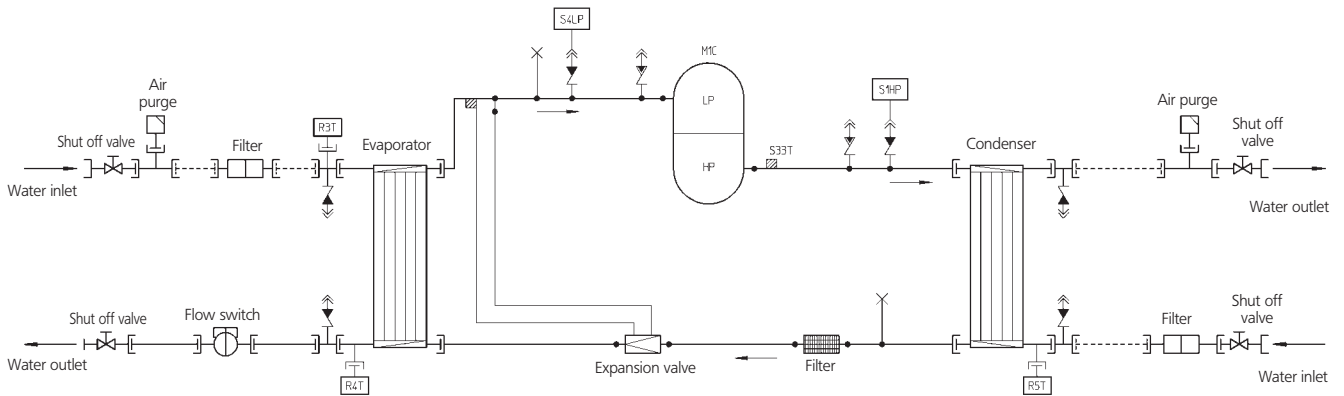 S4LP
M1C
LP
HP
S1HP
S33T
Air
purge
Shut off valve
Filter
R3T
Evaporator
Water inlet
Condenser
Air purge
Shut off
valve
Water outlet
Shut off valve
Flow switch
Water outlet
R4T
Expansion valve
Filter
R5T
Filter
Shut off
valve
Water inlet